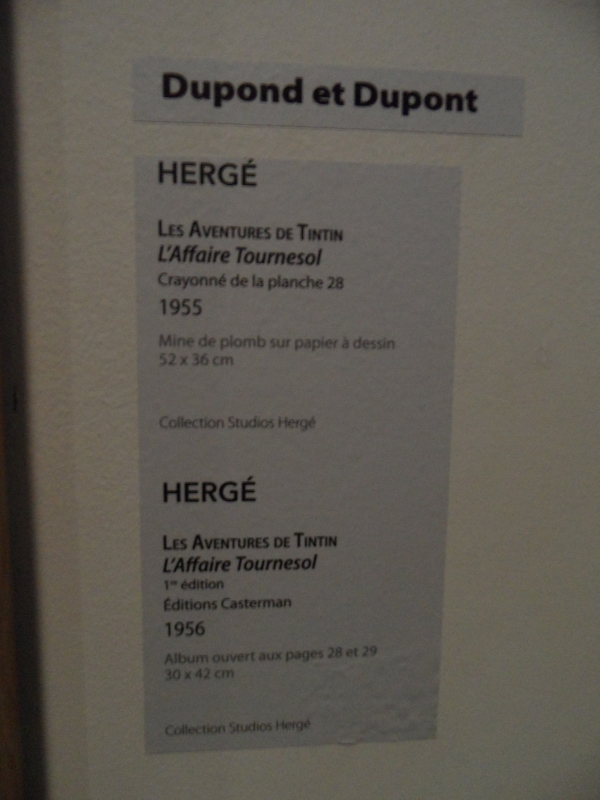 Dupond et Dupont
HERGÉ
LES AVENTURES DE TINTIN
L'Affaire Tournesol
Crayonné de la planche 28
1955
Mine de plomb sur papier à dessin
52 x 36 cm
Collection Studios Hergé
HERGÉ
LES AVENTURES DE TINTIN
L'Affaire Tournesol
1re édition
Éditions Casterman
1956
Album ouvert aux pages 28 et 29
30 x 42 cm
Collection Studios Hergé